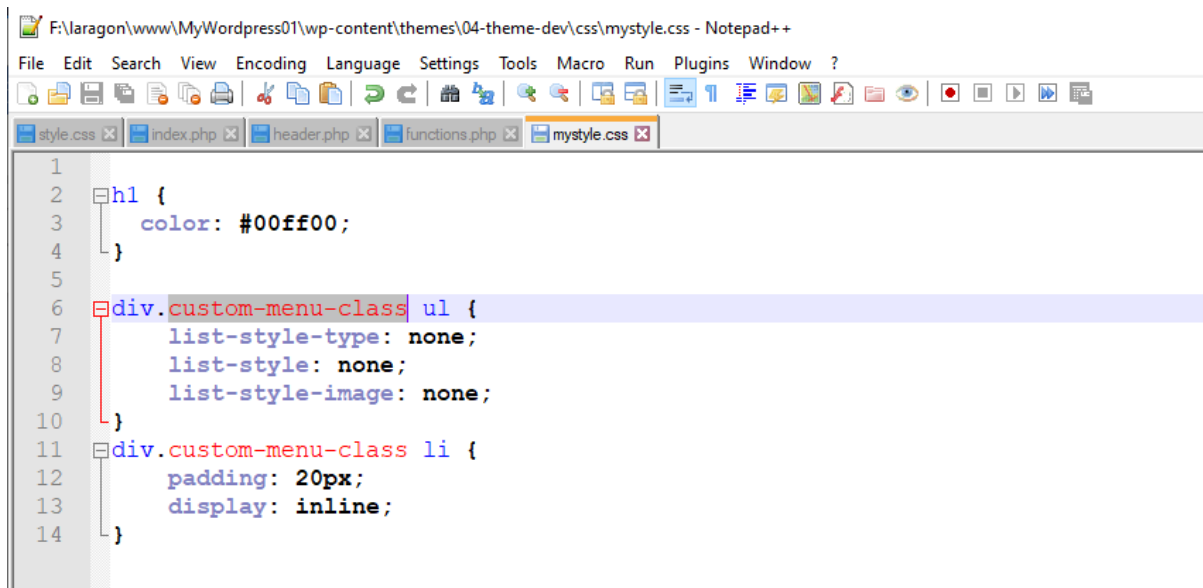 F:\laragon\www\MyWordpress01\wp-content\themes\04-theme-dev\css\mystyle.css - Notepad++
File Edit Search View Encoding Language Settings Tools Macro Run Plugins Window ?
style.css index.php header.php functions.php mystyle.css
1
2 h1 {
3 color: #00ff00;
4 }
5
6 div.custom-menu-class ul {
7 list-style-type: none;
8 list-style: none;
9 list-style-image: none;
10 }
11 div.custom-menu-class li {
12 padding: 20px;
13 display: inline;
14 }